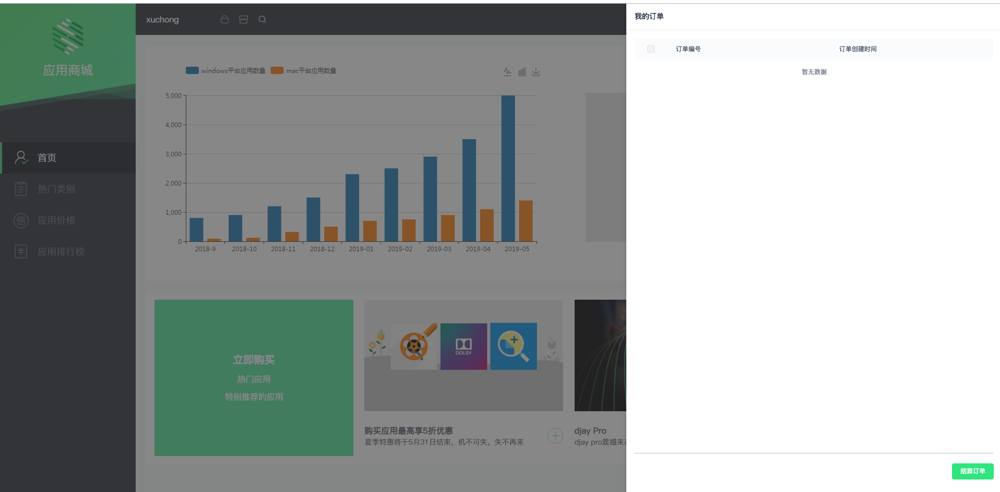 应用商城
首页
热门类别
信
应用价格
¥
应用排行榜
xuchong
windows平台应用数量
mac平台应用数量
5,000
4,000
3,000
2,000
1,000
0
2018-9
2018-10
2018-11
2018-12
2019-01
2019-02
2019-03
2019-04
2019-05
立即购买
热门应用
特别推荐的应用
DOLBY
购买应用最高享5折优惠
夏季特惠将于5月31日结束，机不可失，失不再来
djay Pro
djay pro震撼来
我的订单
订单编号
订单创建时间
暂无数据
结算订单